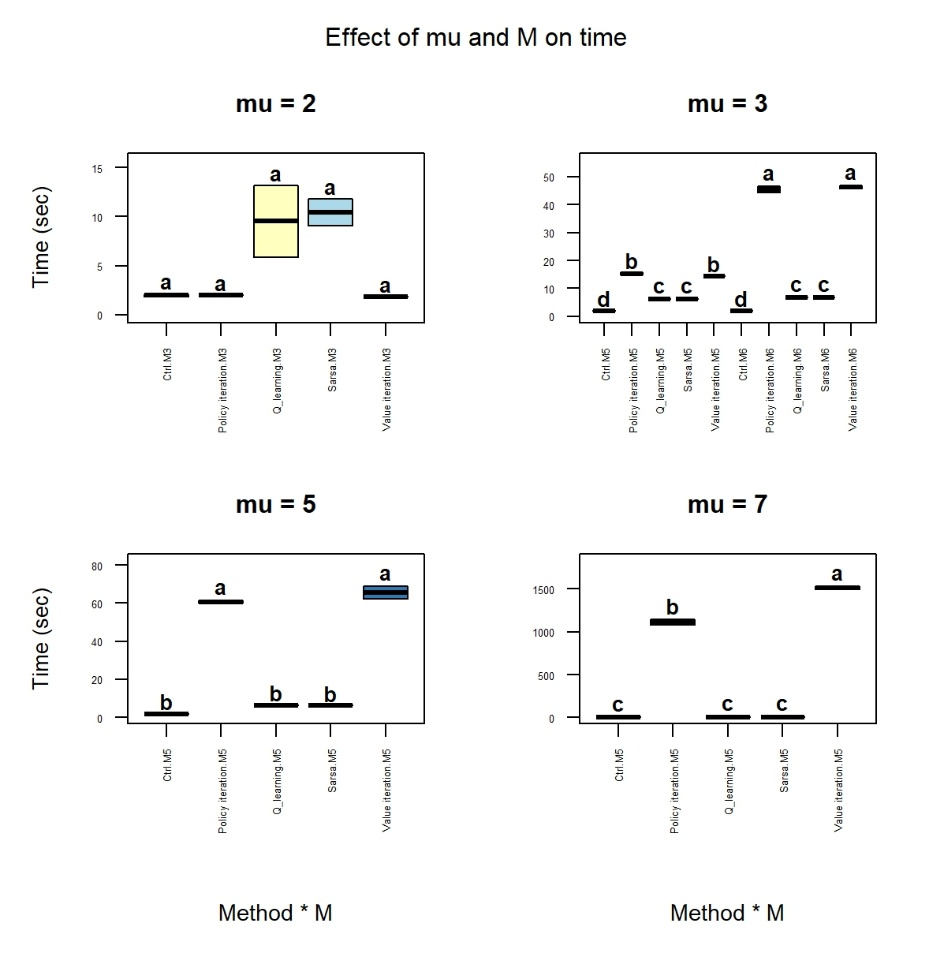 Effect of mu and M on time
mu = 2
Time (sec)
15
10
5
0
a
a
a
a
a
Ctrl.M3
Policy iteration.M3
Q_learning.M3
Sarsa.M3
Value iteration.M3
mu = 3
50
40
30
20
10
0
d
b
c
c
b
d
a
c
c
a
Ctrl.M5
Policy iteration.M5
Q_learning.M5
Sarsa.M5
Value iteration.M5
Ctrl.M6
Policy iteration.M6
Q_learning.M6
Sarsa.M6
Value iteration.M6
mu = 5
Time (sec)
80
60
40
20
0
b
a
b
b
a
Ctrl.M5
Policy iteration.M5
Q_learning.M5
Sarsa.M5
Value iteration.M5
Method * M
mu = 7
1500
1000
500
0
c
b
c
c
a
Ctrl.M5
Policy iteration.M5
Q_learning.M5
Sarsa.M5
Value iteration.M5
Method * M